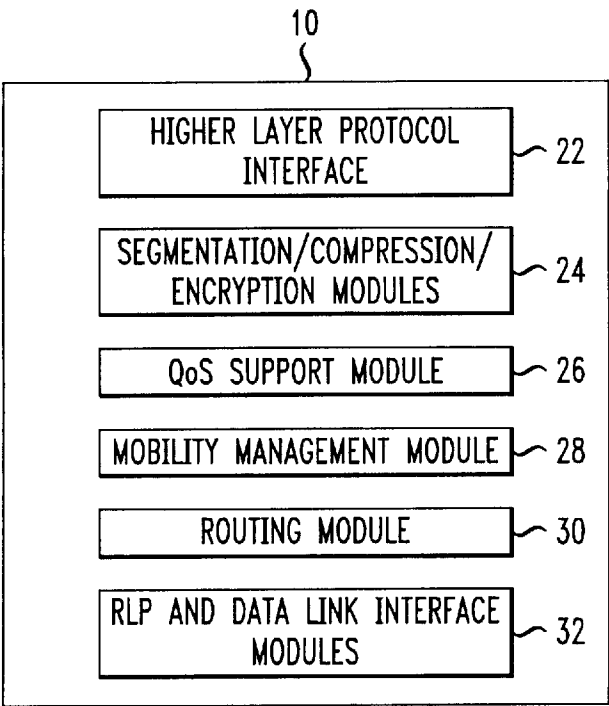 10
HIGHER LAYER PROTOCOL
INTERFACE
22
SEGMENTATION/COMPRESSION/
ENCRYPTION MODULES
24
QoS SUPPORT MODULE
26
MOBILITY MANAGEMENT MODULE
28
ROUTING MODULE
30
RLP AND DATA LINK INTERFACE
MODULES
32